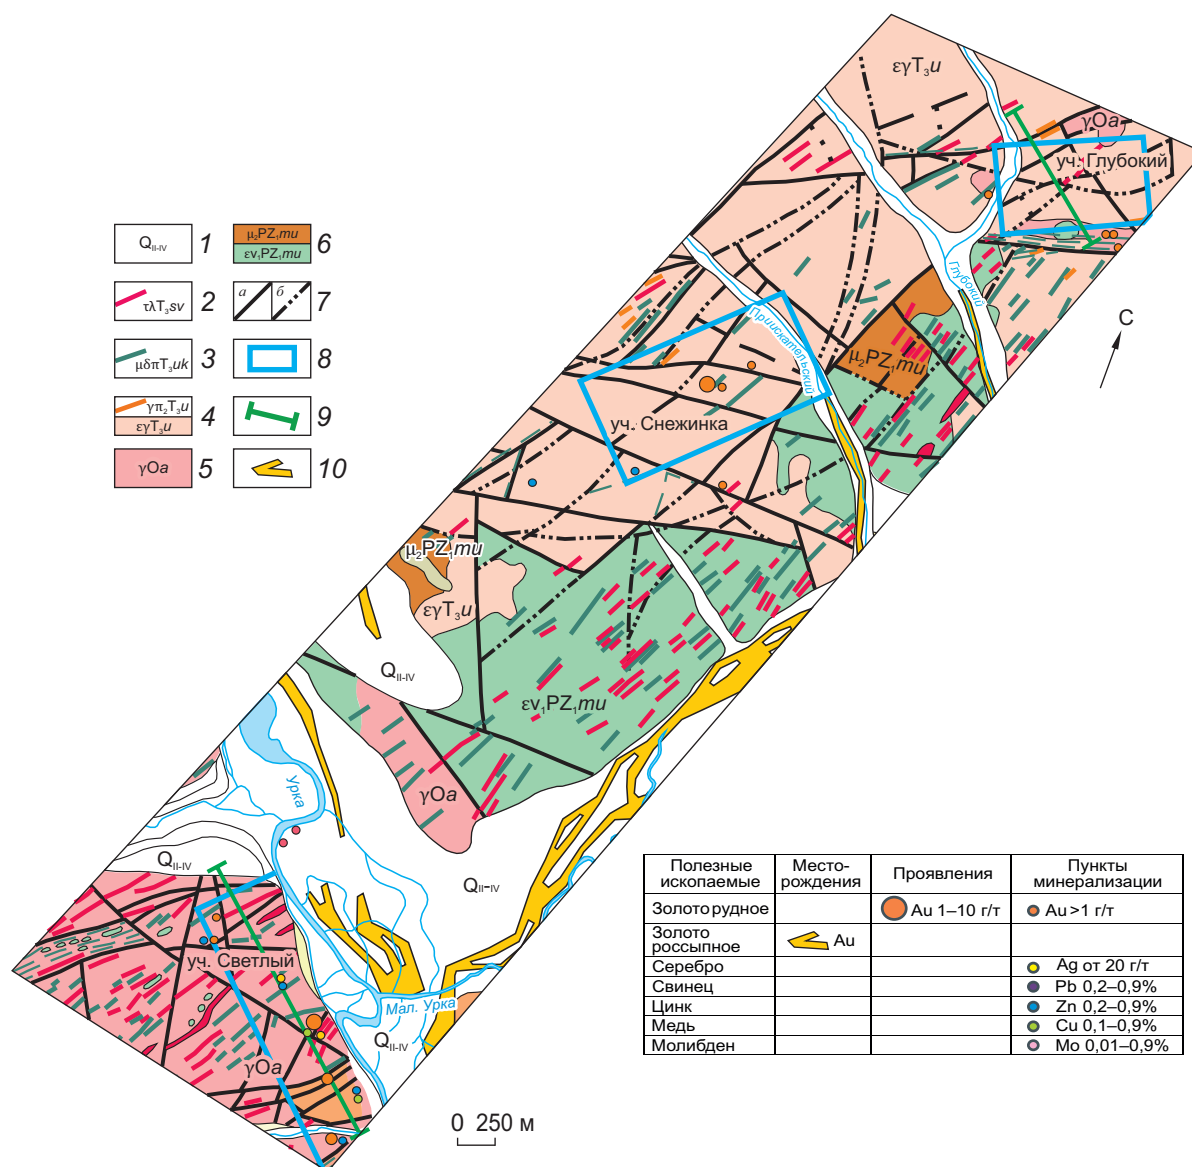 εγT₃u
γOa
уч. Глубокий
Глубокий
С
Q_II-IV 1
τλT₃sv 2
μδπT₃uk 3
γπ₂T₃u
εγT₃u 4
γOa 5
μ₂PZ₁mu
εν₁PZ₁mu 6
а б 7
8
9
10
Приискательский
μ₂PZ₁mu
уч. Снежинка
μ₂PZ₁mu
εγT₃u
Q_II-IV
εν₁PZ₁mu
γOa
Урка
Q_II-IV
Q_II-IV
уч. Светлый
Мал. Урка
Q_II-IV
γOa
0 250 м
Полезные ископаемые Место-рождения Проявления Пункты минерализации
Золото рудное Au 1–10 г/т Au >1 г/т
Золото россыпное Au
Серебро Ag от 20 г/т
Свинец Pb 0,2–0,9%
Цинк Zn 0,2–0,9%
Медь Cu 0,1–0,9%
Молибден Mo 0,01–0,9%